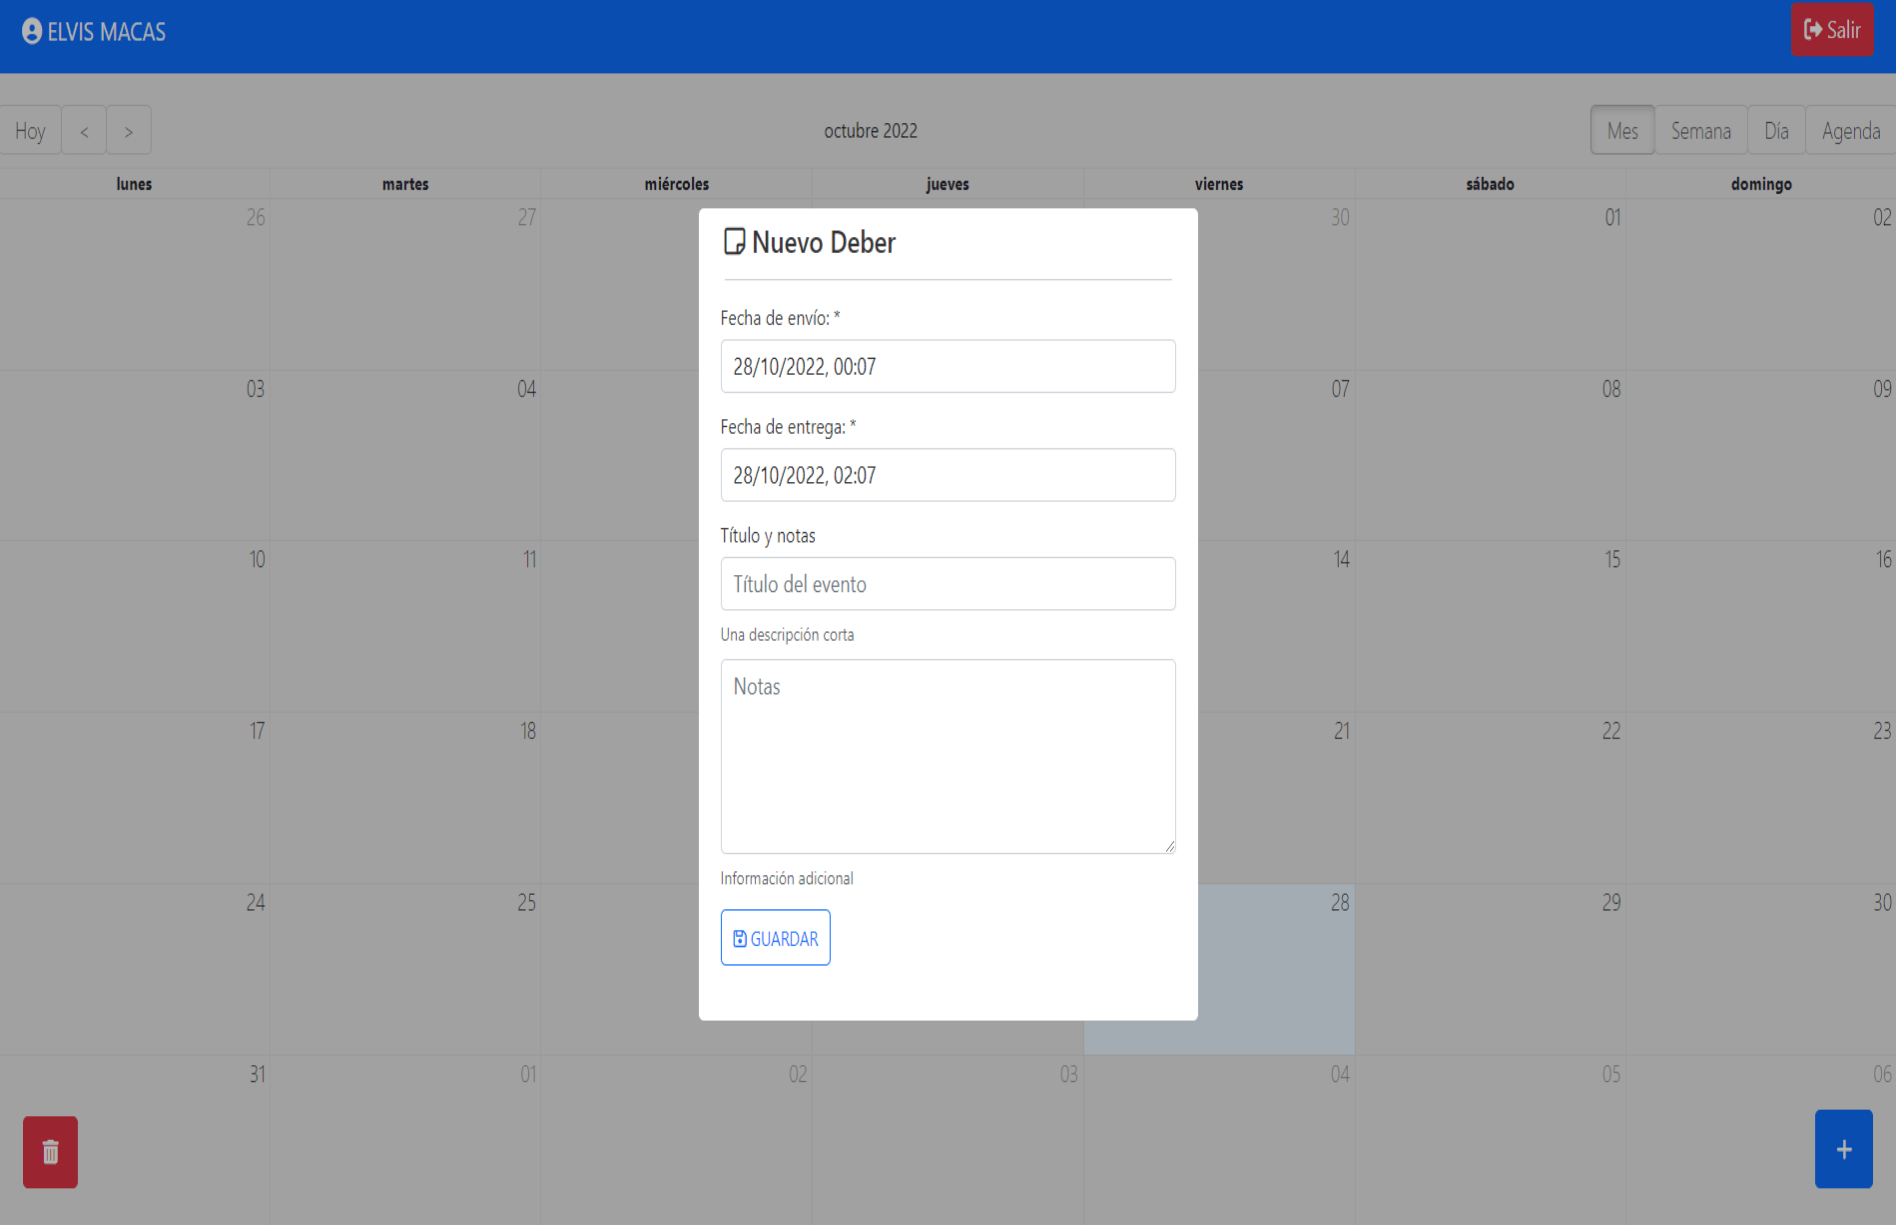 ELVIS MACAS
Salir
Hoy < > octubre 2022 Mes Semana Día Agenda
lunes martes miércoles jueves viernes sábado domingo
26 27 30 01 02
03 04 07 08 09
10 11 14 15 16
17 18 21 22 23
24 25 28 29 30
31 01 02 03 04 05 06
Nuevo Deber
Fecha de envío: *
28/10/2022, 00:07
Fecha de entrega: *
28/10/2022, 02:07
Título y notas
Título del evento
Una descripción corta
Notas
Información adicional
GUARDAR
+